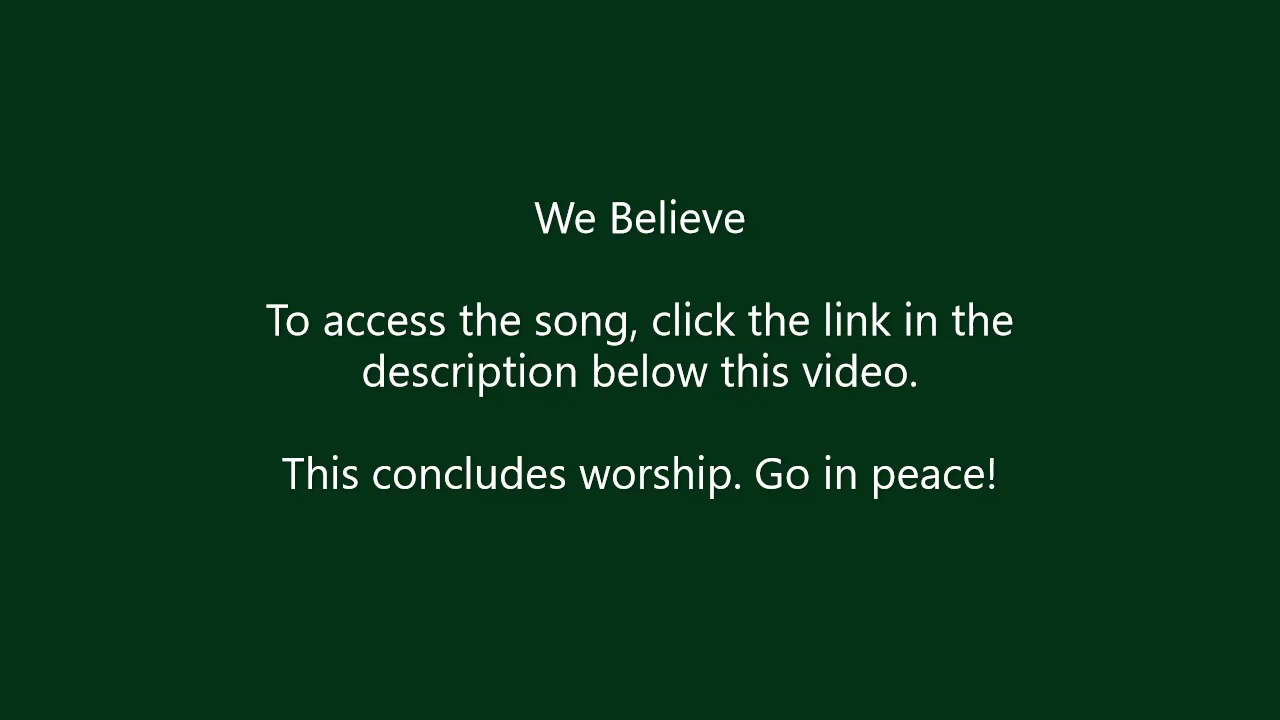 We Believe
To access the song, click the link in the
description below this video.
This concludes worship. Go in peace!